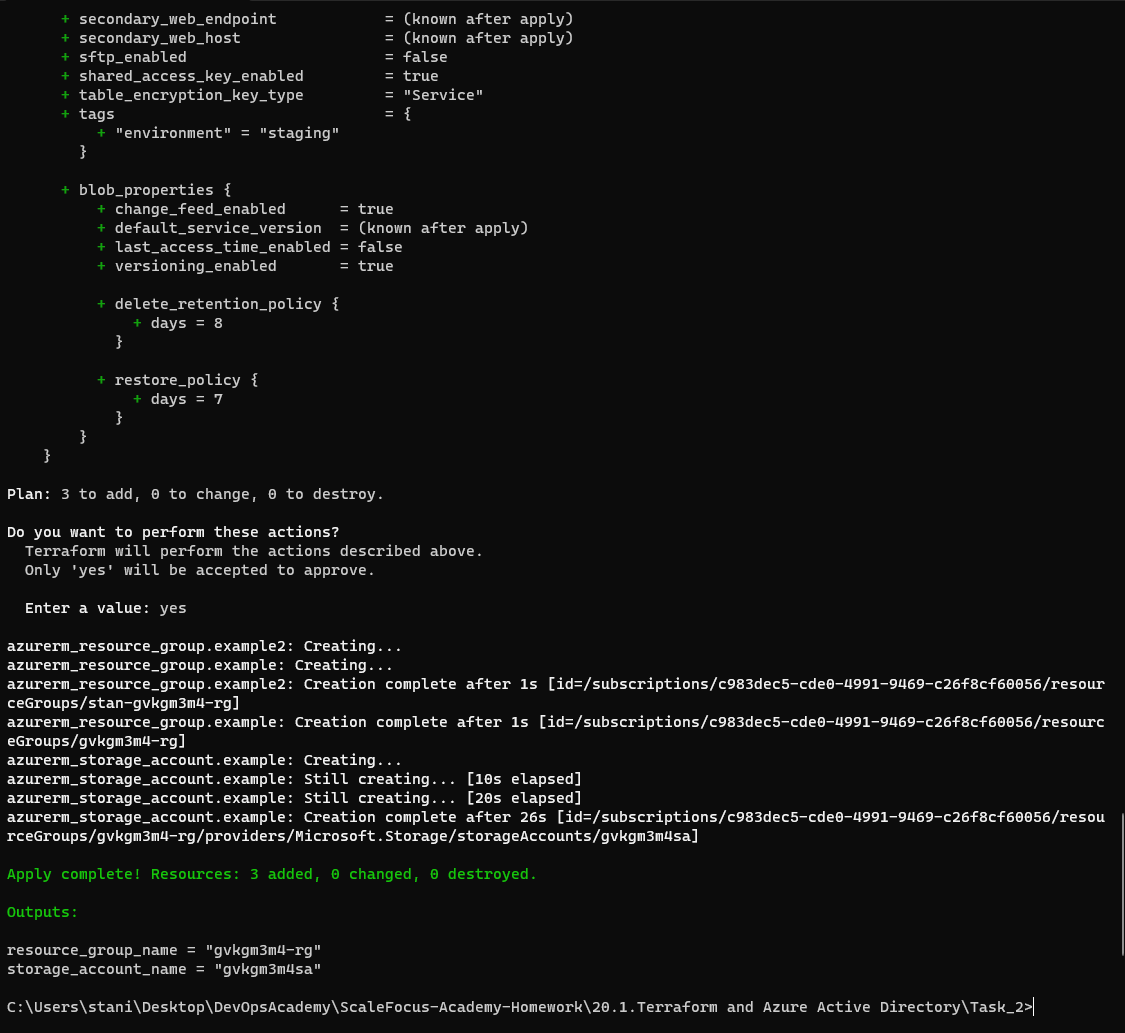 + secondary_web_endpoint = (known after apply)
+ secondary_web_host = (known after apply)
+ sftp_enabled = false
+ shared_access_key_enabled = true
+ table_encryption_key_type = "Service"
+ tags = {
+ "environment" = "staging"
}
+ blob_properties {
+ change_feed_enabled = true
+ default_service_version = (known after apply)
+ last_access_time_enabled = false
+ versioning_enabled = true
+ delete_retention_policy {
+ days = 8
}
+ restore_policy {
+ days = 7
}
}
}
Plan: 3 to add, 0 to change, 0 to destroy.
Do you want to perform these actions?
Terraform will perform the actions described above.
Only 'yes' will be accepted to approve.
Enter a value: yes
azurerm_resource_group.example2: Creating...
azurerm_resource_group.example: Creating...
azurerm_resource_group.example2: Creation complete after 1s [id=/subscriptions/c983dec5-cde0-4991-9469-c26f8cf60056/resour
ceGroups/stan-gvkgm3m4-rg]
azurerm_resource_group.example: Creation complete after 1s [id=/subscriptions/c983dec5-cde0-4991-9469-c26f8cf60056/resourc
eGroups/gvkgm3m4-rg]
azurerm_storage_account.example: Creating...
azurerm_storage_account.example: Still creating... [10s elapsed]
azurerm_storage_account.example: Still creating... [20s elapsed]
azurerm_storage_account.example: Creation complete after 26s [id=/subscriptions/c983dec5-cde0-4991-9469-c26f8cf60056/resou
rceGroups/gvkgm3m4-rg/providers/Microsoft.Storage/storageAccounts/gvkgm3m4sa]
Apply complete! Resources: 3 added, 0 changed, 0 destroyed.
Outputs:
resource_group_name = "gvkgm3m4-rg"
storage_account_name = "gvkgm3m4sa"
C:\Users\stani\Desktop\DevOpsAcademy\ScaleFocus-Academy-Homework\20.1.Terraform and Azure Active Directory\Task_2>